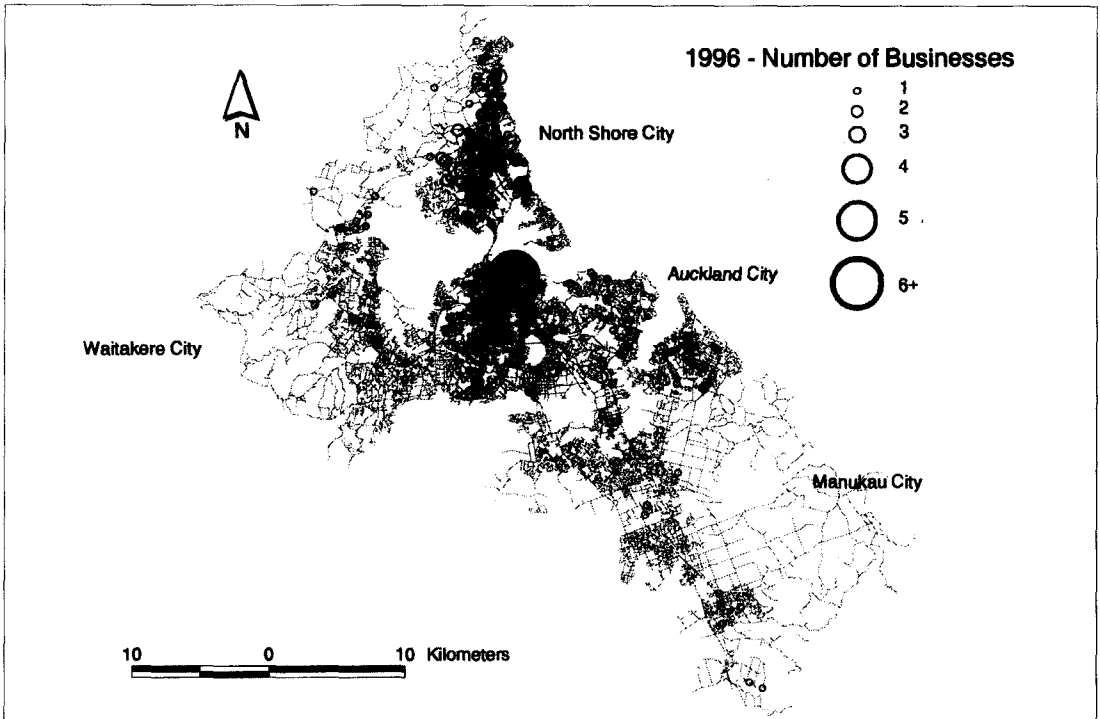 1996 - Number of Businesses
1
2
3
4
5
6+
N
North Shore City
Auckland City
Waitakere City
Manukau City
10 0 10 Kilometers